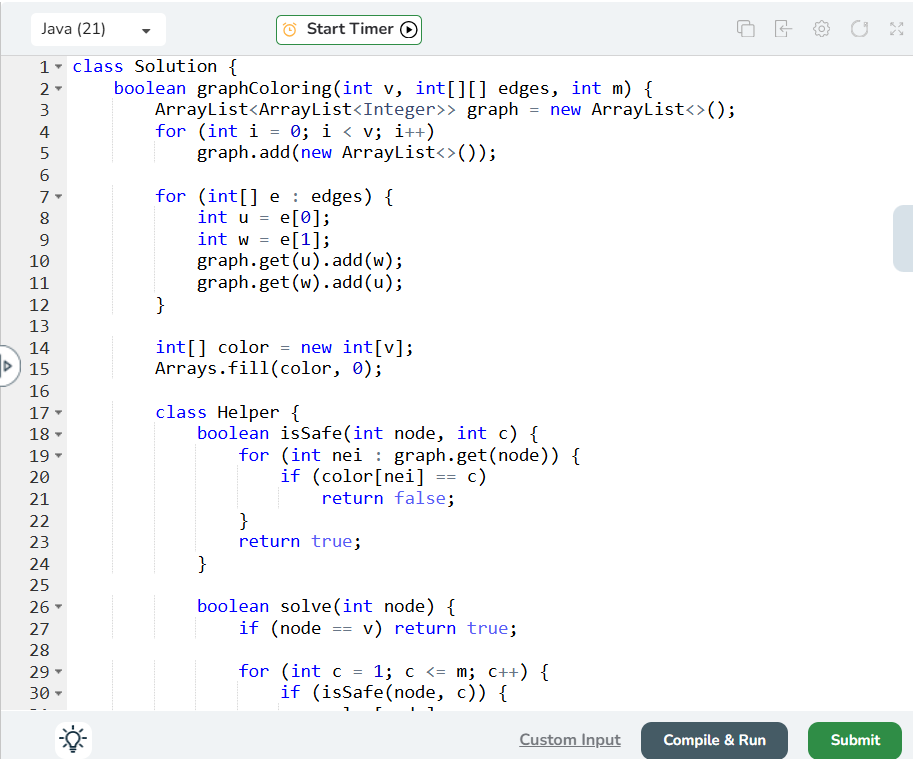 Java (21)
Start Timer
1 class Solution {
2     boolean graphColoring(int v, int[][] edges, int m) {
3         ArrayList<ArrayList<Integer>> graph = new ArrayList<>();
4         for (int i = 0; i < v; i++)
5             graph.add(new ArrayList<>());
6
7         for (int[] e : edges) {
8             int u = e[0];
9             int w = e[1];
10             graph.get(u).add(w);
11             graph.get(w).add(u);
12         }
13
14         int[] color = new int[v];
15         Arrays.fill(color, 0);
16
17         class Helper {
18             boolean isSafe(int node, int c) {
19                 for (int nei : graph.get(node)) {
20                     if (color[nei] == c)
21                         return false;
22                 }
23                 return true;
24             }
25
26             boolean solve(int node) {
27                 if (node == v) return true;
28
29                 for (int c = 1; c <= m; c++) {
30                     if (isSafe(node, c)) {
Custom Input
Compile & Run
Submit